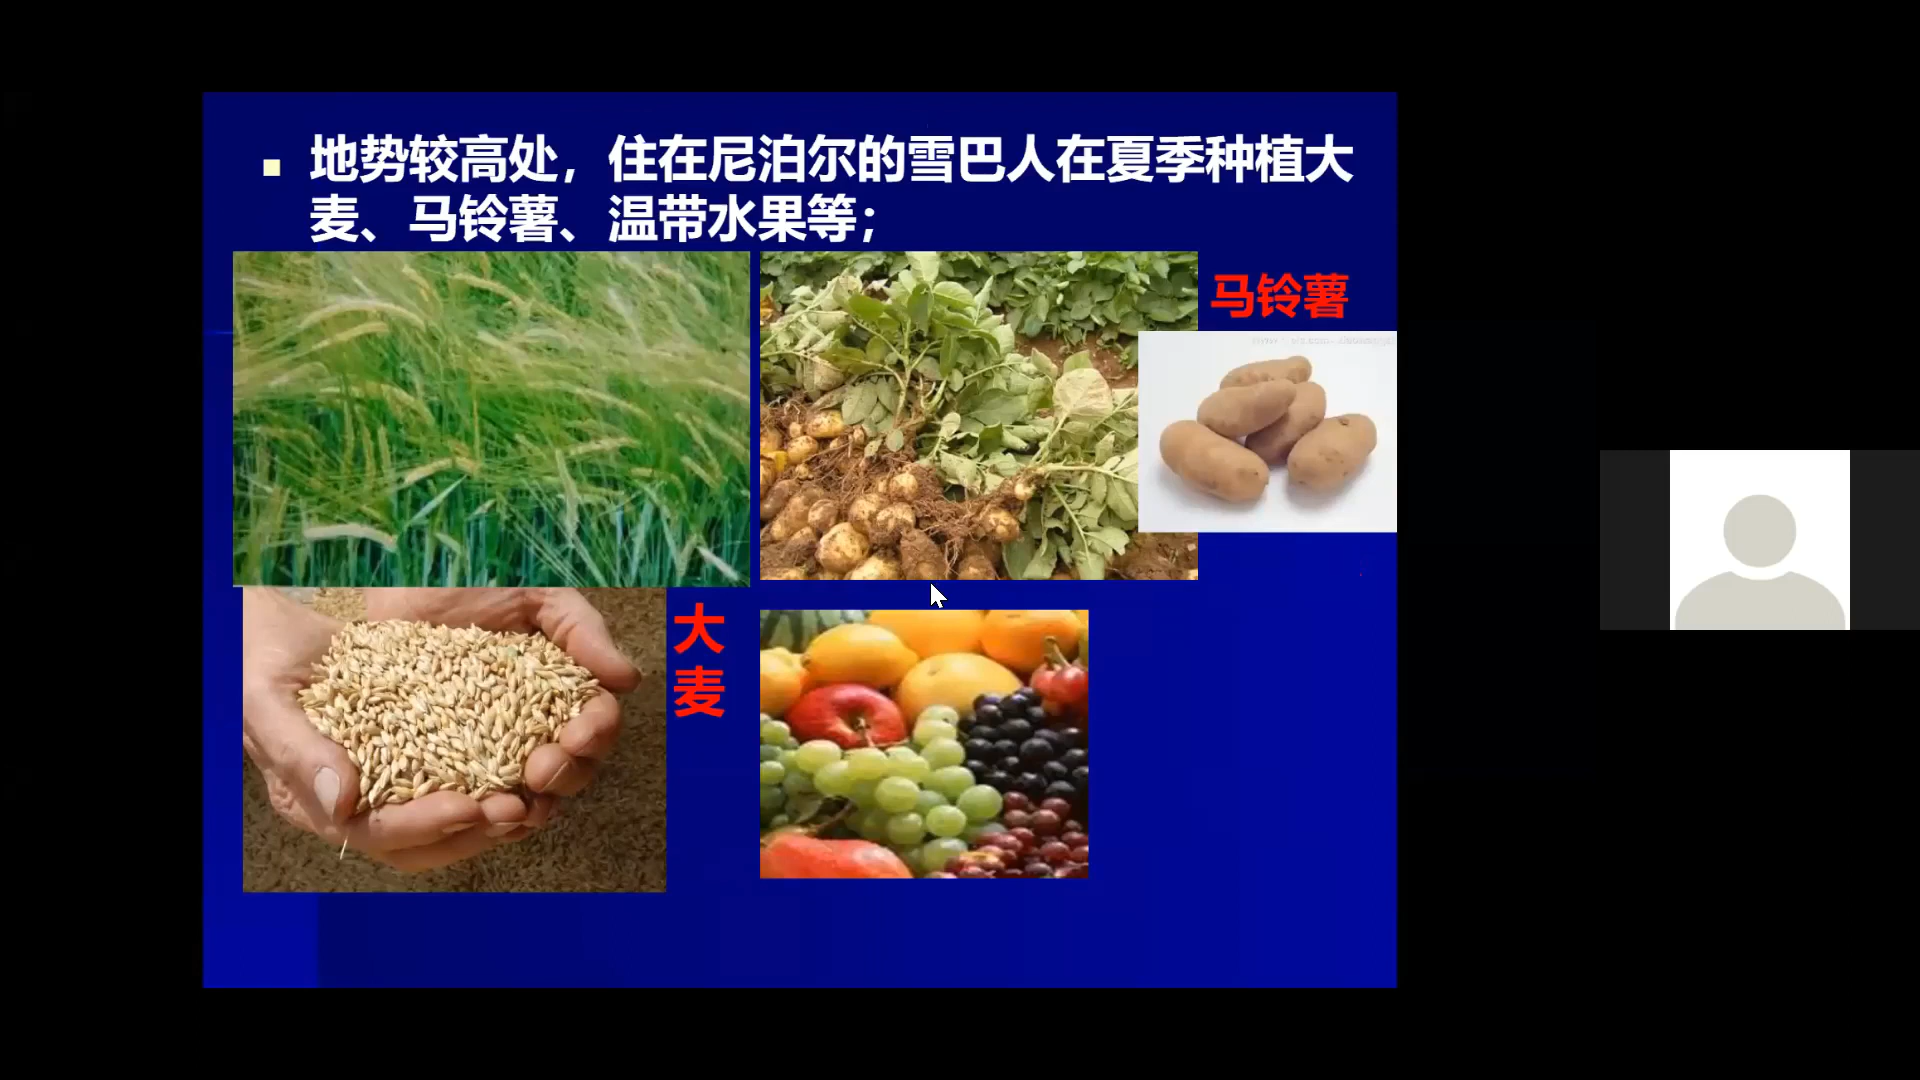 地势较高处，住在尼泊尔的雪巴人在夏季种植大
麦、马铃薯、温带水果等；
马铃薯
大
麦